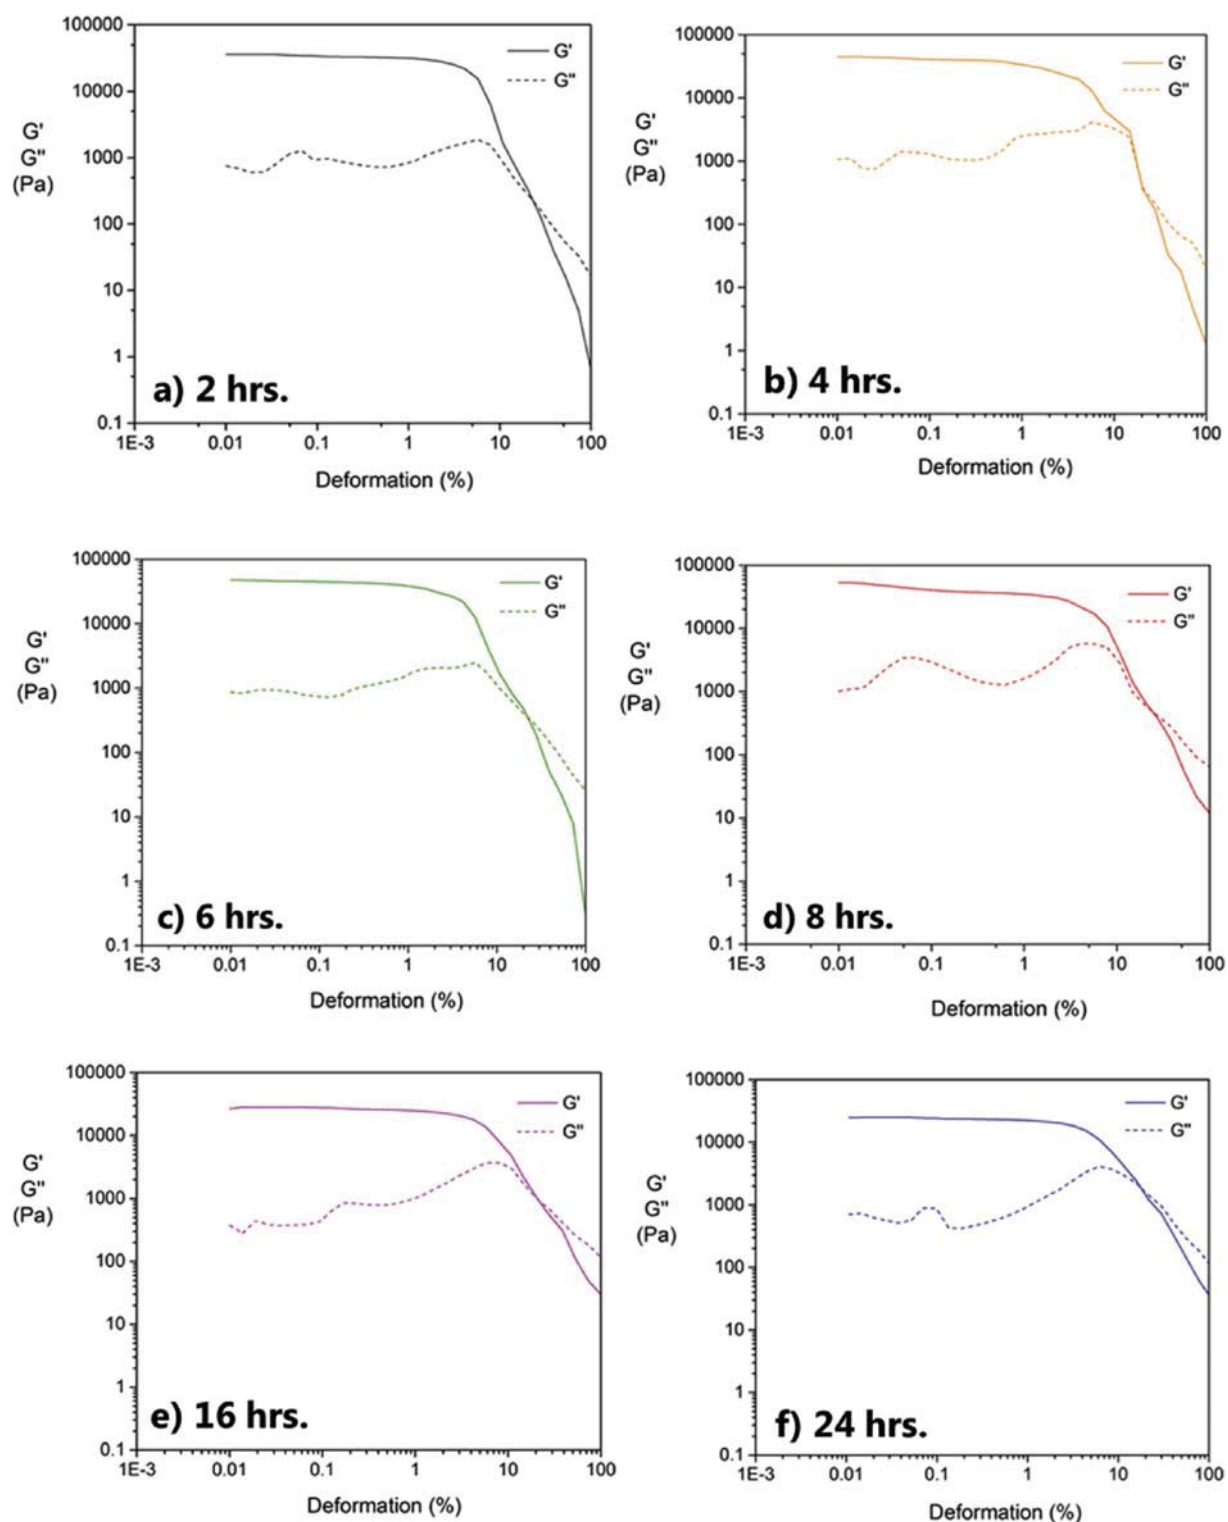 100000
10000
1000
100
10
1
0.1
G'
G"
(Pa)
G'
G"
1E-3 0.01 0.1 1 10 100
Deformation (%)
a) 2 hrs.
100000
10000
1000
100
10
1
0.1
G'
G"
(Pa)
G'
G"
1E-3 0.01 0.1 1 10 100
Deformation (%)
b) 4 hrs.
100000
10000
1000
100
10
1
0.1
G'
G"
(Pa)
G'
G"
1E-3 0.01 0.1 1 10 100
Deformation (%)
c) 6 hrs.
100000
10000
1000
100
10
1
0.1
G'
G"
(Pa)
G'
G"
1E-3 0.01 0.1 1 10 100
Deformation (%)
d) 8 hrs.
100000
10000
1000
100
10
1
0.1
G'
G"
(Pa)
G'
G"
1E-3 0.01 0.1 1 10 100
Deformation (%)
e) 16 hrs.
100000
10000
1000
100
10
1
0.1
G'
G"
(Pa)
G'
G"
1E-3 0.01 0.1 1 10 100
Deformation (%)
f) 24 hrs.